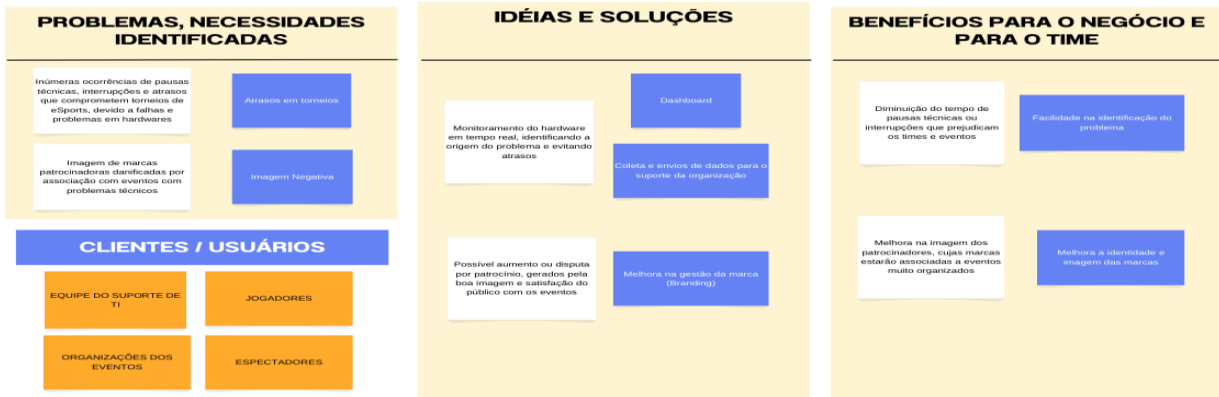 PROBLEMAS, NECESSIDADES
IDENTIFICADAS
Inúmeras ocorrências de pausas
técnicas, interrupções e atrasos
que comprometem torneios de
eSports, devido a falhas e
problemas em hardwares
Atrasos em torneios
Imagem de marcas
patrocinadoras danificadas por
associação com eventos com
problemas técnicos
Imagem Negativa
CLIENTES / USUÁRIOS
EQUIPE DO SUPORTE DE
TI
JOGADORES
ORGANIZAÇÕES DOS
EVENTOS
ESPECTADORES
IDÉIAS E SOLUÇÕES
Monitoramento do hardware
em tempo real, identificando a
origem do problema e evitando
atrasos
Dashboard
Coleta e envios de dados para o
suporte da organização
Possível aumento ou disputa
por patrocínio, gerados pela
boa imagem e satisfação do
público com os eventos
Melhora na gestão da marca
(Branding)
BENEFÍCIOS PARA O NEGÓCIO E
PARA O TIME
Diminuição do tempo de
pausas técnicas ou
interrupções que prejudicam
os times e eventos
Facilidade na identificação do
problema
Melhora na imagem dos
patrocinadores, cujas marcas
estarão associadas a eventos
muito organizados
Melhora a identidade e
imagem das marcas